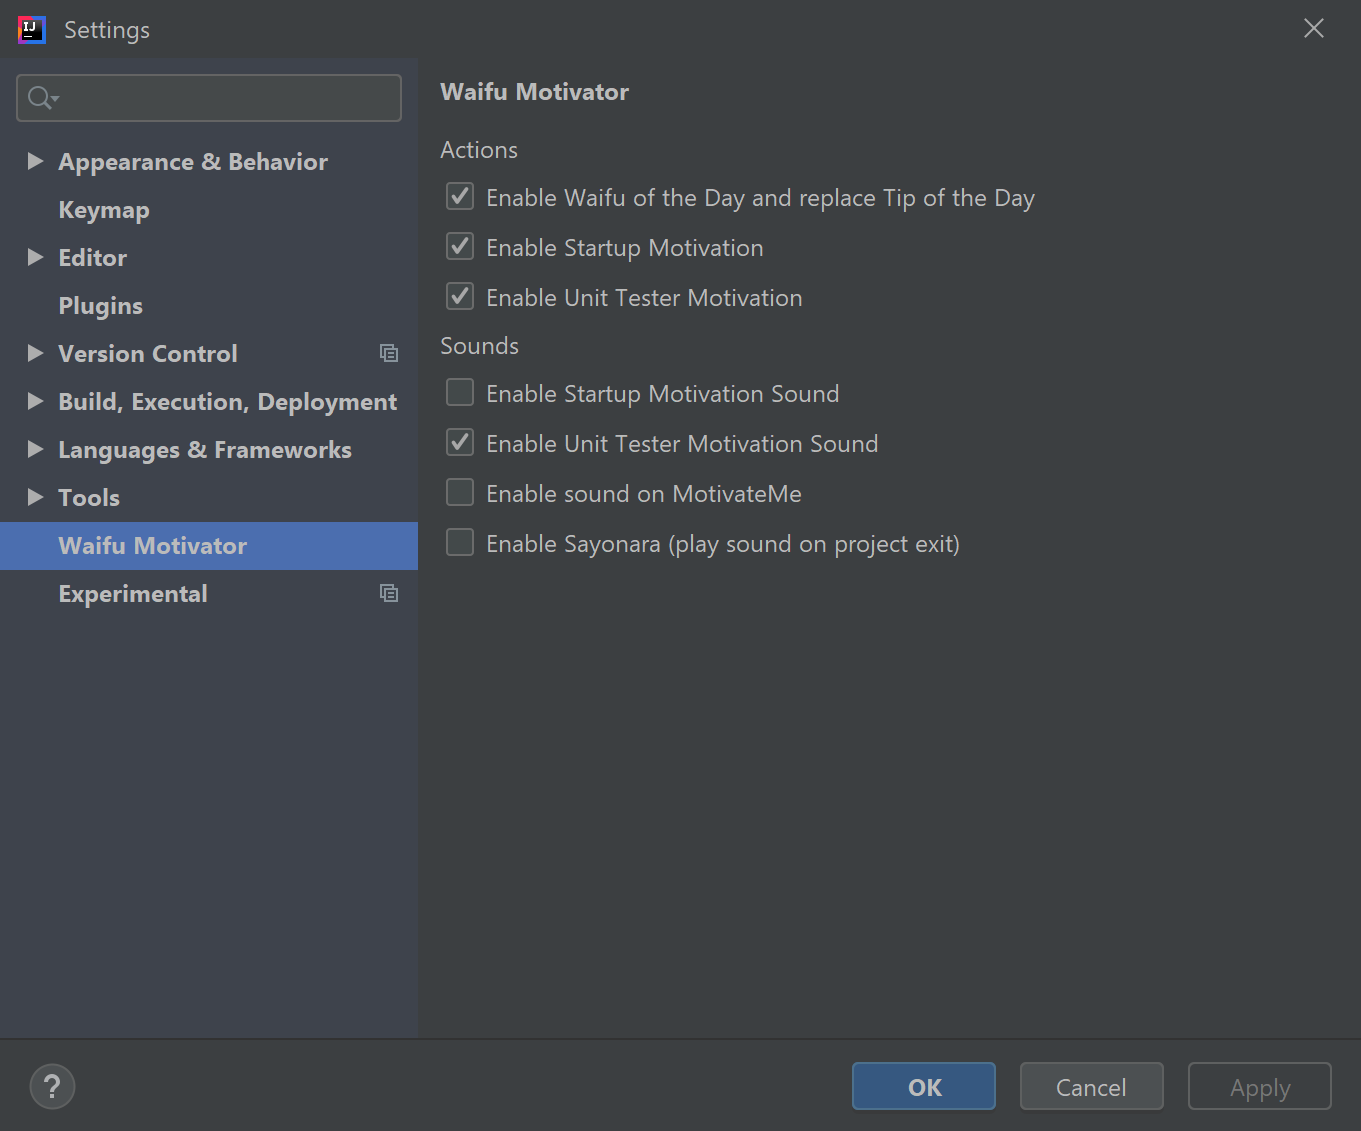 IJ
Settings
Appearance & Behavior
Keymap
Editor
Plugins
Version Control
Build, Execution, Deployment
Languages & Frameworks
Tools
Waifu Motivator
Experimental
Waifu Motivator
Actions
Enable Waifu of the Day and replace Tip of the Day
Enable Startup Motivation
Enable Unit Tester Motivation
Sounds
Enable Startup Motivation Sound
Enable Unit Tester Motivation Sound
Enable sound on MotivateMe
Enable Sayonara (play sound on project exit)
?
OK
Cancel
Apply